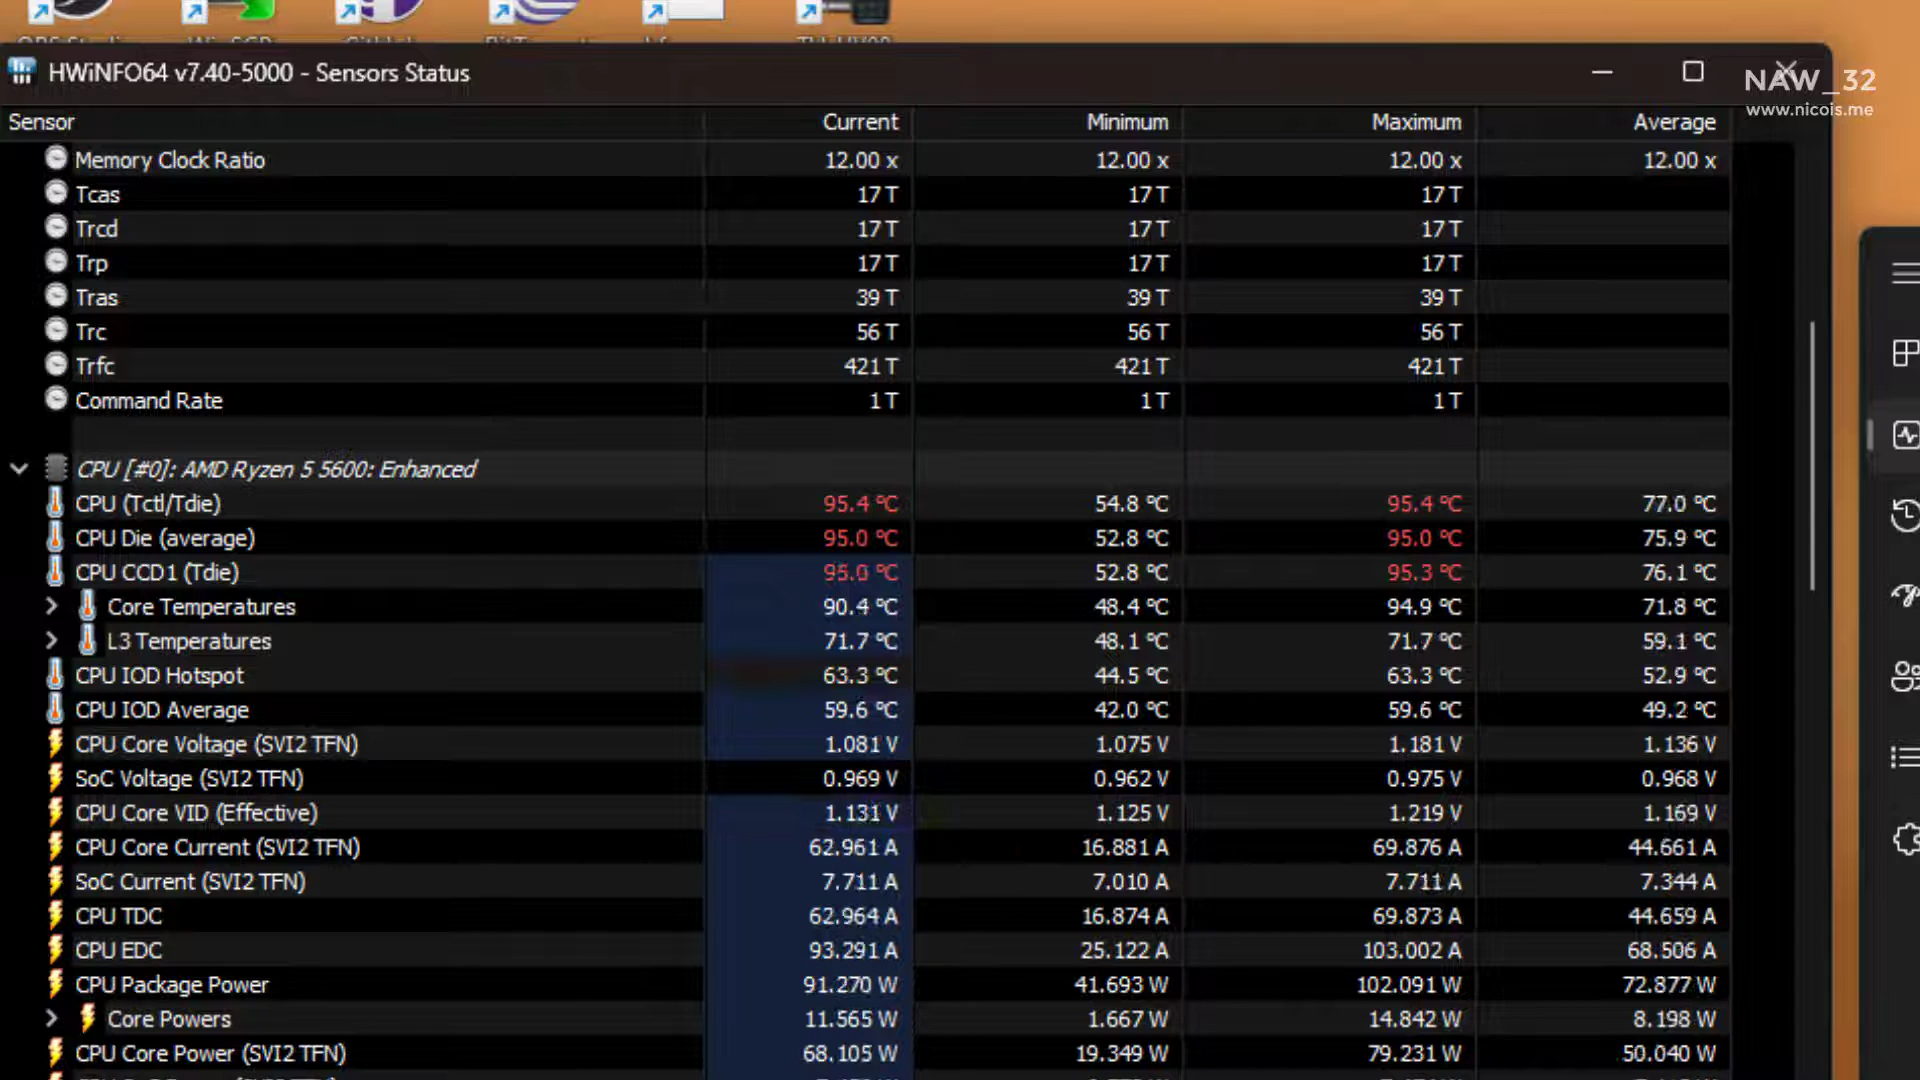 HWiNFO64 v7.40-5000 - Sensors Status
NAW_32
www.nicois.me
Sensor Current Minimum Maximum Average
Memory Clock Ratio 12.00 x 12.00 x 12.00 x 12.00 x
Tcas 17 T 17 T 17 T
Trcd 17 T 17 T 17 T
Trp 17 T 17 T 17 T
Tras 39 T 39 T 39 T
Trc 56 T 56 T 56 T
Trfc 421 T 421 T 421 T
Command Rate 1 T 1 T 1 T
CPU [#0]: AMD Ryzen 5 5600: Enhanced
CPU (Tctl/Tdie) 95.4 °C 54.8 °C 95.4 °C 77.0 °C
CPU Die (average) 95.0 °C 52.8 °C 95.0 °C 75.9 °C
CPU CCD1 (Tdie) 95.0 °C 52.8 °C 95.3 °C 76.1 °C
Core Temperatures 90.4 °C 48.4 °C 94.9 °C 71.8 °C
L3 Temperatures 71.7 °C 48.1 °C 71.7 °C 59.1 °C
CPU IOD Hotspot 63.3 °C 44.5 °C 63.3 °C 52.9 °C
CPU IOD Average 59.6 °C 42.0 °C 59.6 °C 49.2 °C
CPU Core Voltage (SVI2 TFN) 1.081 V 1.075 V 1.181 V 1.136 V
SoC Voltage (SVI2 TFN) 0.969 V 0.962 V 0.975 V 0.968 V
CPU Core VID (Effective) 1.131 V 1.125 V 1.219 V 1.169 V
CPU Core Current (SVI2 TFN) 62.961 A 16.881 A 69.876 A 44.661 A
SoC Current (SVI2 TFN) 7.711 A 7.010 A 7.711 A 7.344 A
CPU TDC 62.964 A 16.874 A 69.873 A 44.659 A
CPU EDC 93.291 A 25.122 A 103.002 A 68.506 A
CPU Package Power 91.270 W 41.693 W 102.091 W 72.877 W
Core Powers 11.565 W 1.667 W 14.842 W 8.198 W
CPU Core Power (SVI2 TFN) 68.105 W 19.349 W 79.231 W 50.040 W